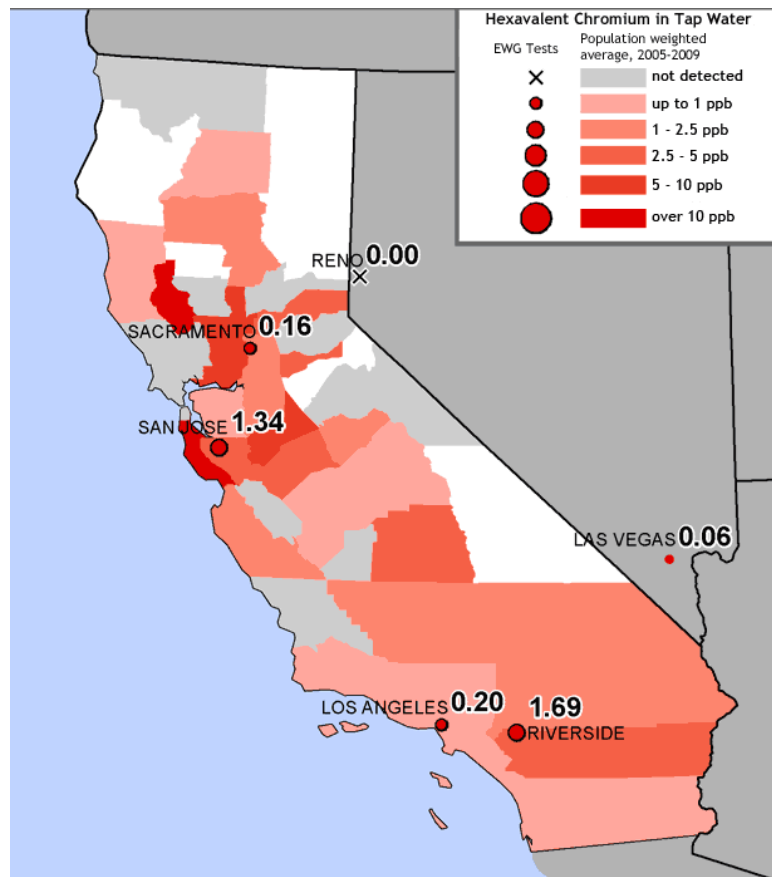 Hexavalent Chromium in Tap Water
EWG Tests
Population weighted
average, 2005-2009
not detected
up to 1 ppb
1 - 2.5 ppb
2.5 - 5 ppb
5 - 10 ppb
over 10 ppb
RENO 0.00
SACRAMENTO 0.16
SAN JOSE 1.34
LAS VEGAS 0.06
LOS ANGELES 0.20
1.69
RIVERSIDE